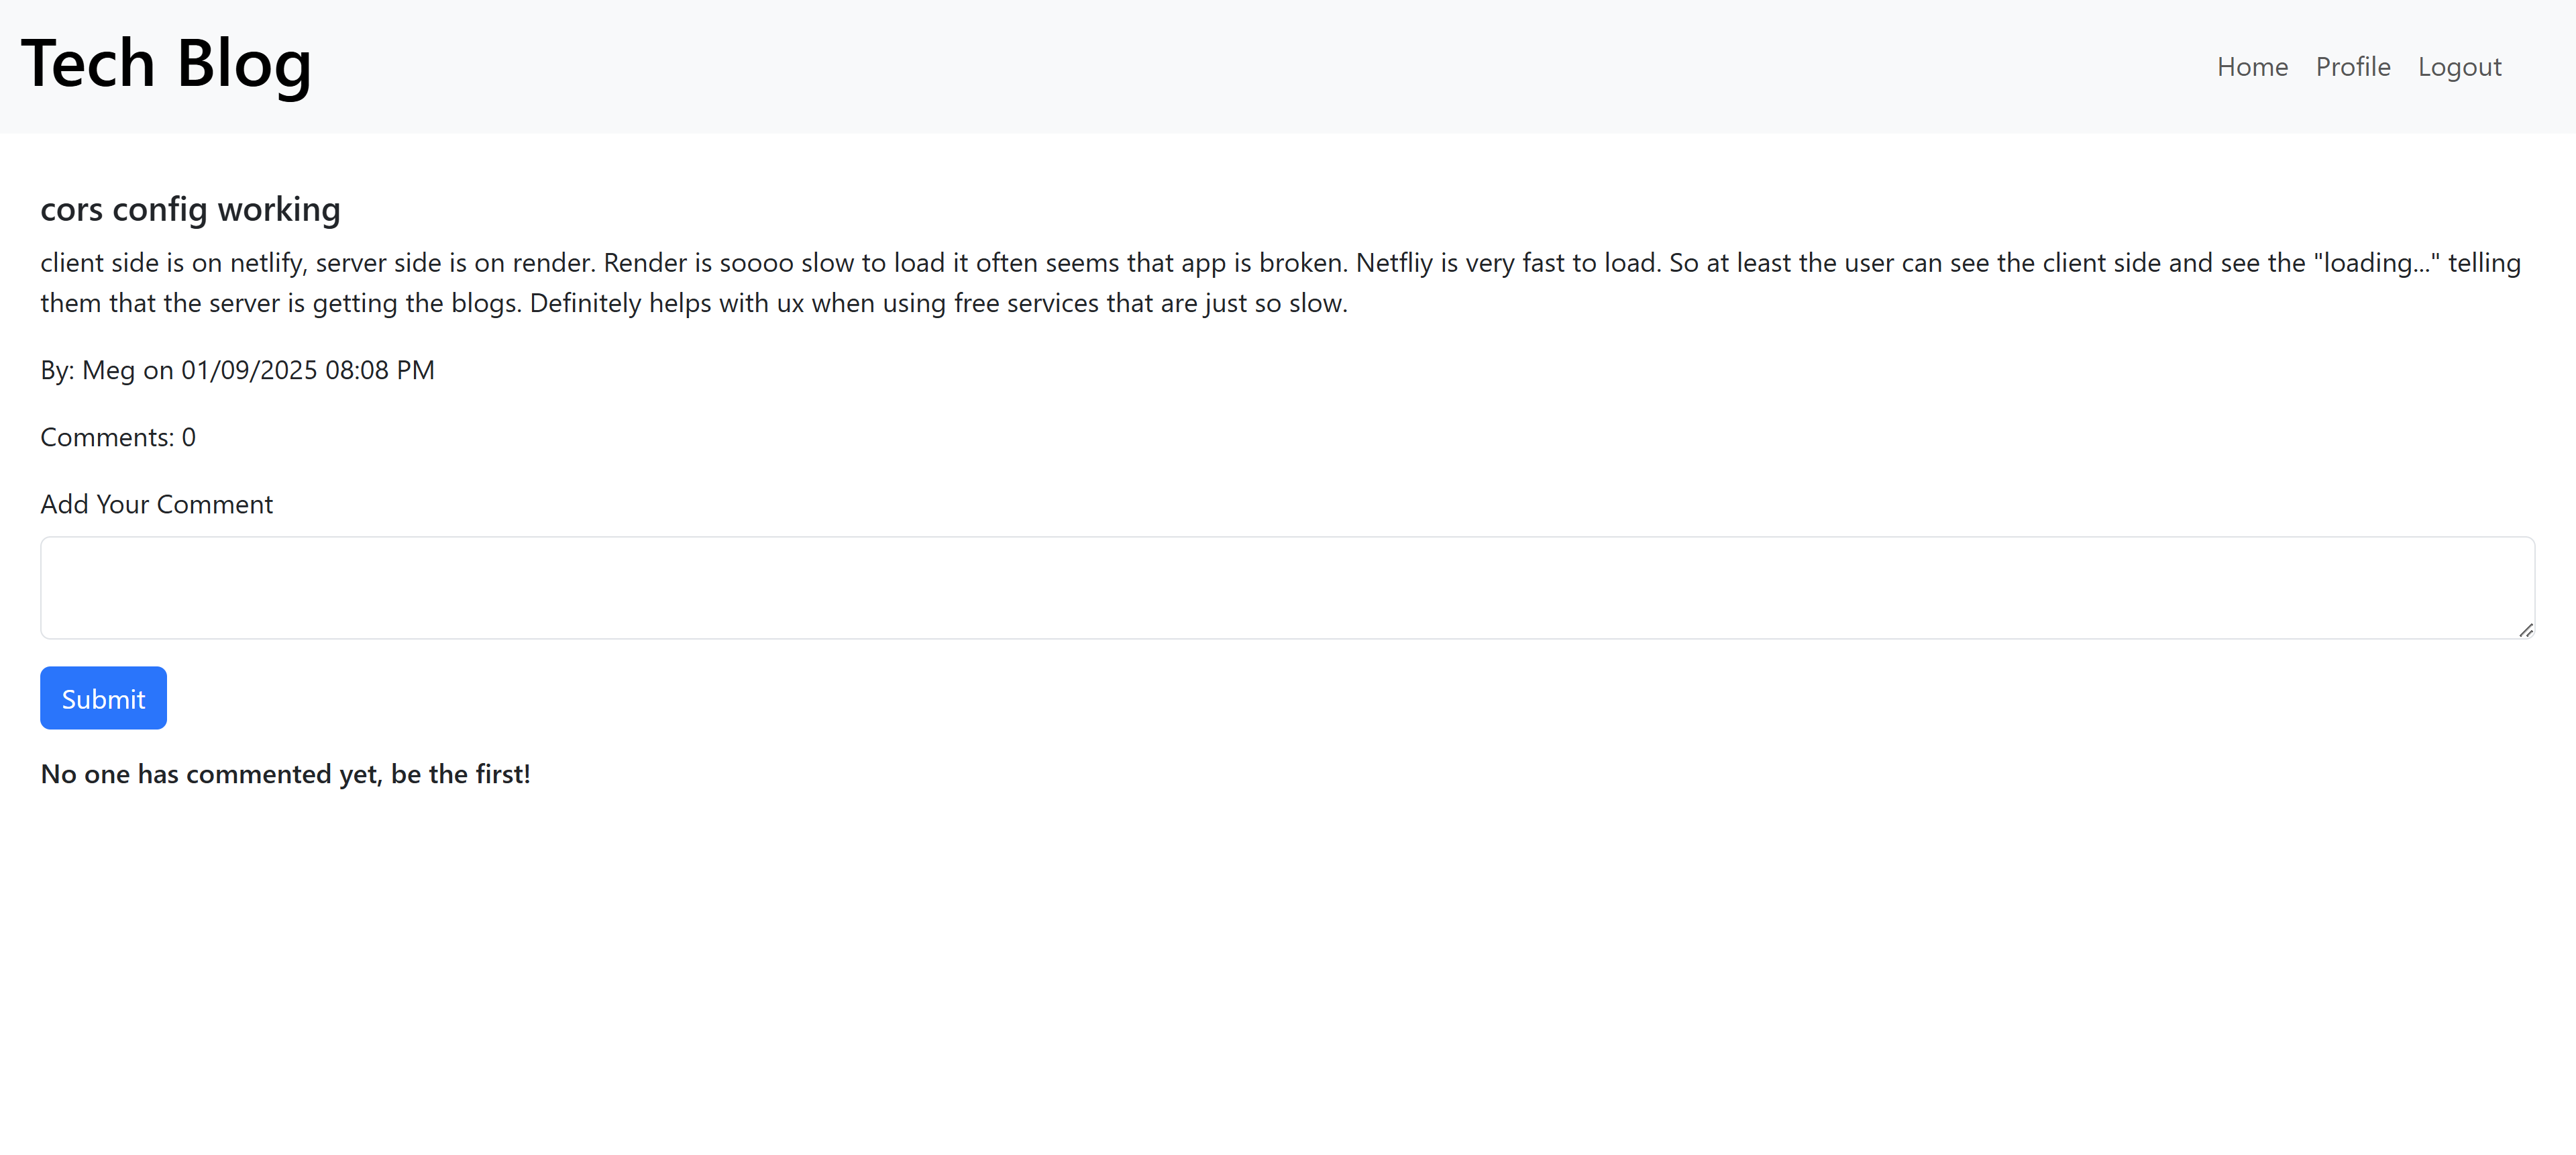 Tech Blog
Home Profile Logout
cors config working
client side is on netlify, server side is on render. Render is soooo slow to load it often seems that app is broken. Netfliy is very fast to load. So at least the user can see the client side and see the "loading..." telling
them that the server is getting the blogs. Definitely helps with ux when using free services that are just so slow.
By: Meg on 01/09/2025 08:08 PM
Comments: 0
Add Your Comment
Submit
No one has commented yet, be the first!